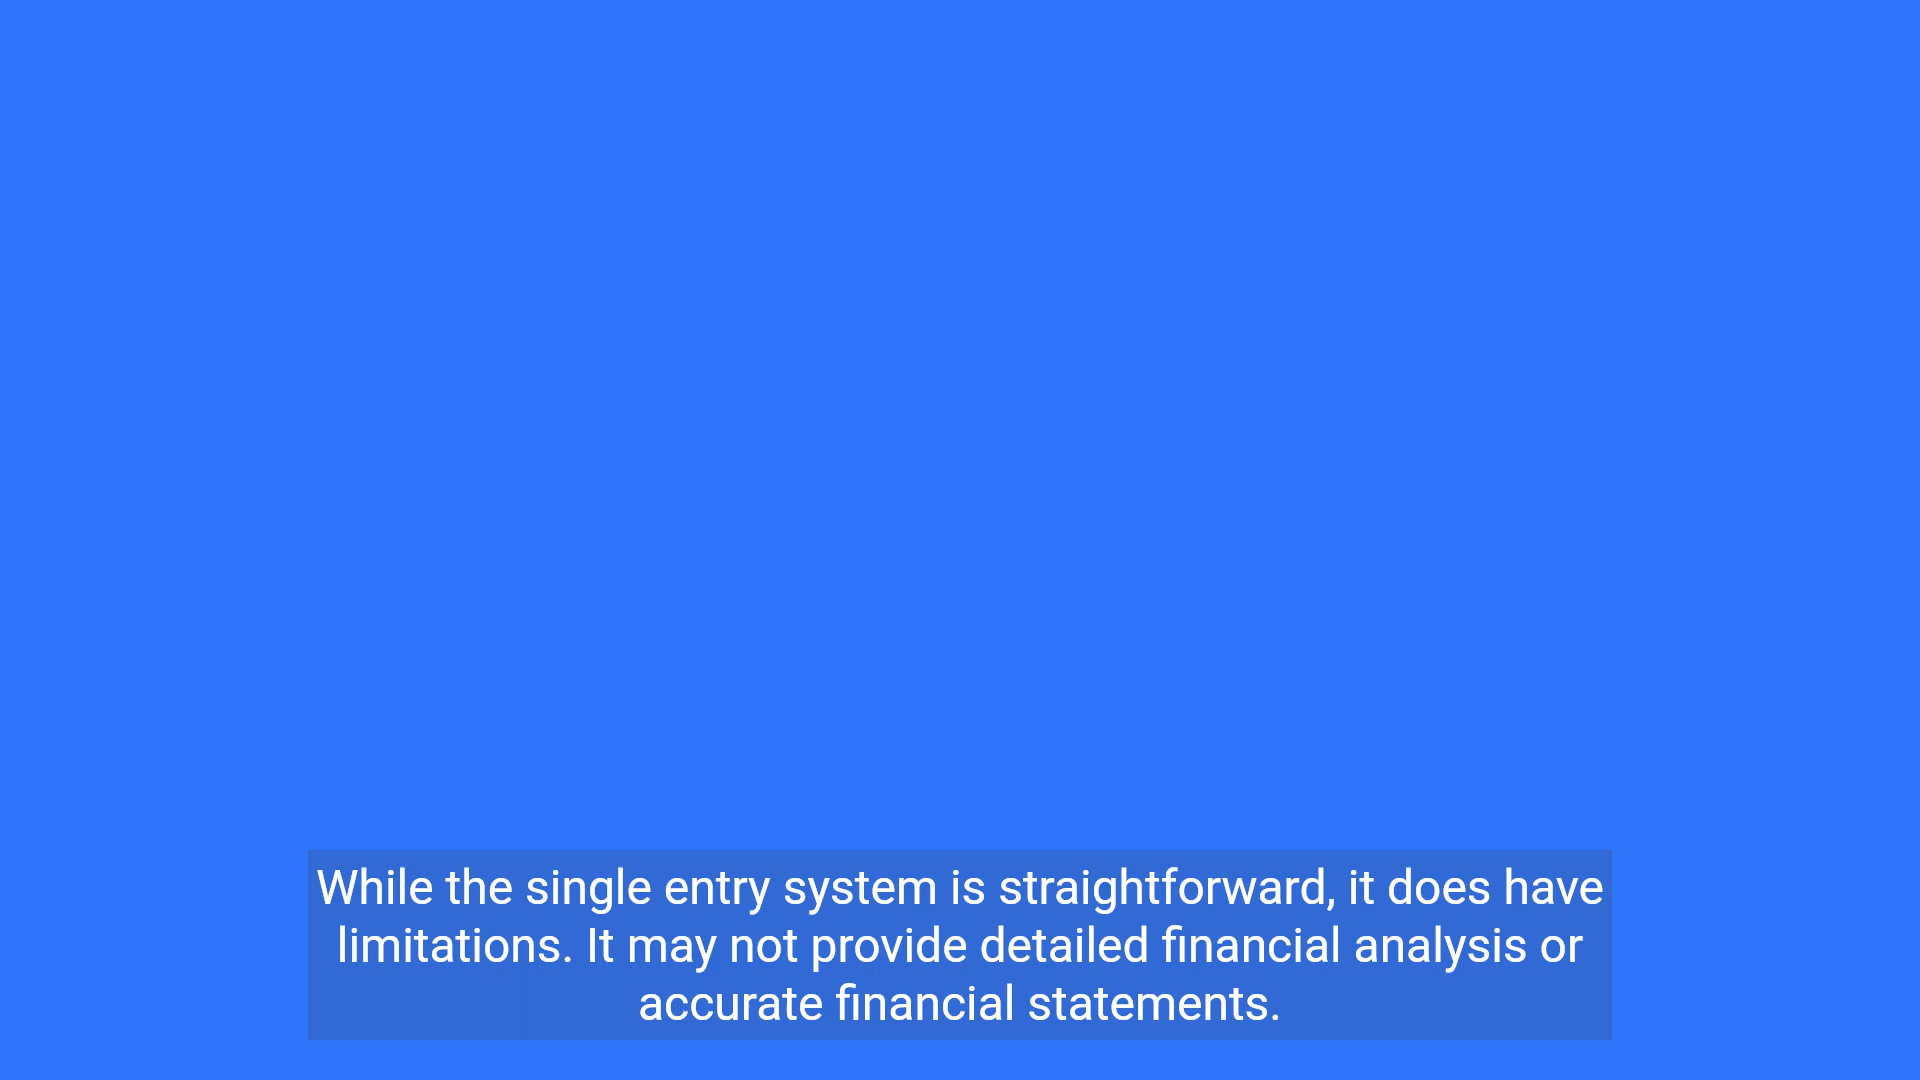 While the single entry system is straightforward, it does have
limitations. It may not provide detailed financial analysis or
accurate financial statements.